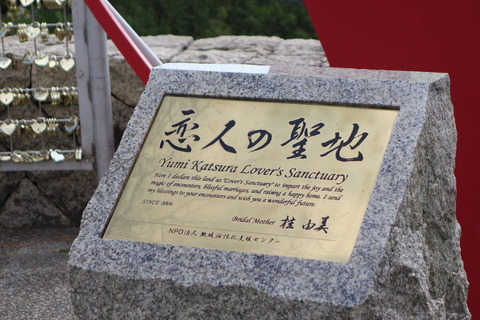 恋人の聖地
Yumi Katsura Lover's Sanctuary
Here I declare this land as 'Lover's Sanctuary' to impart the joy and the
magic of encounters, blissful marriages, and raising a happy home. I send
my blessings to your encounters and wish you a wonderful future.
SINCE 2006
Bridal Mother 桂 由美
NPO法人 地域活性化支援センター